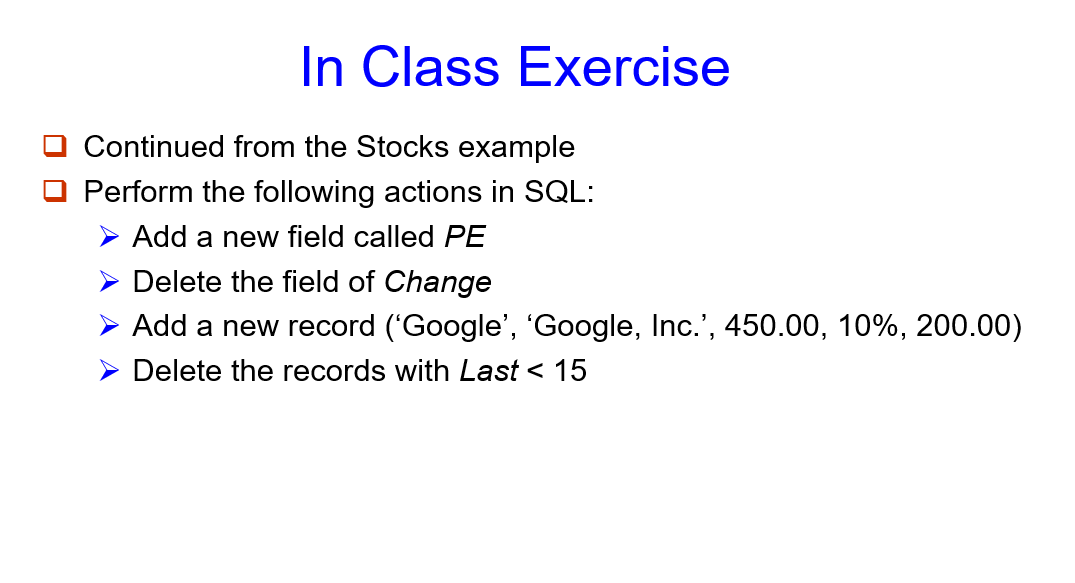 In Class Exercise
Continued from the Stocks example
Perform the following actions in SQL:
Add a new field called PE
Delete the field of Change
Add a new record (‘Google’, ‘Google, Inc.’, 450.00, 10%, 200.00)
Delete the records with Last < 15